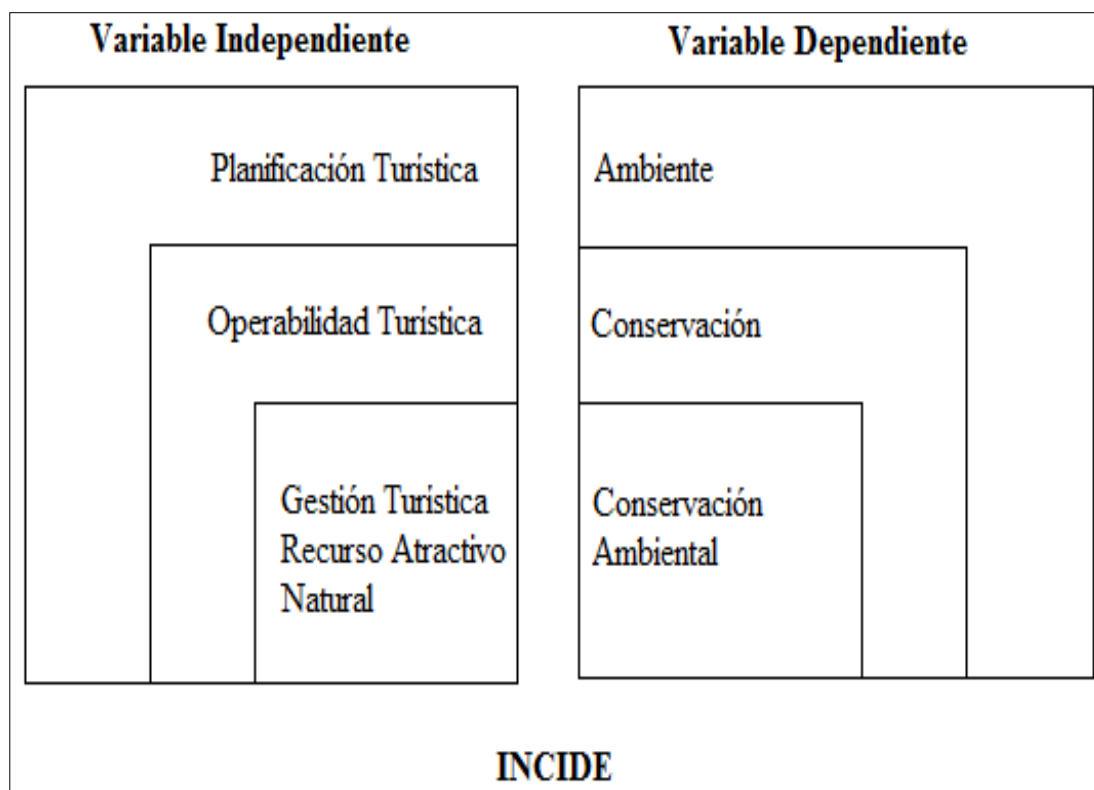 Variable Independiente
Variable Dependiente
Planificación Turística
Ambiente
Operabilidad Turística
Conservación
Gestión Turística
Recurso Atractivo
Natural
Conservación
Ambiental
INCIDE